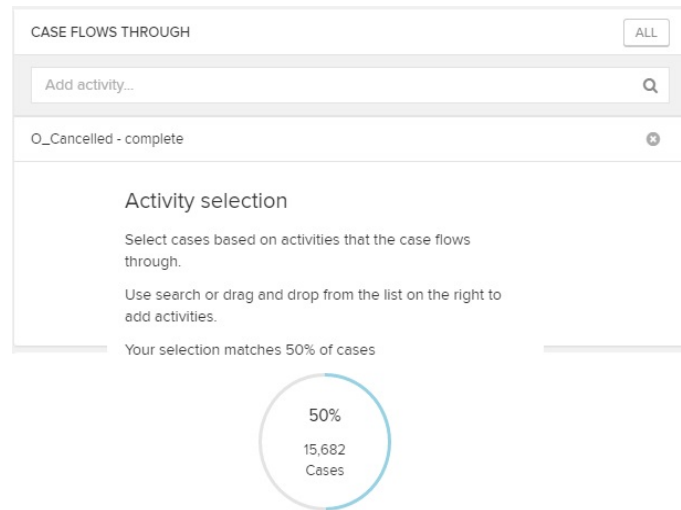 CASE FLOWS THROUGH
ALL
Add activity...
O_Cancelled - complete
Activity selection
Select cases based on activities that the case flows
through.
Use search or drag and drop from the list on the right to
add activities.
Your selection matches 50% of cases
50%
15,682
Cases